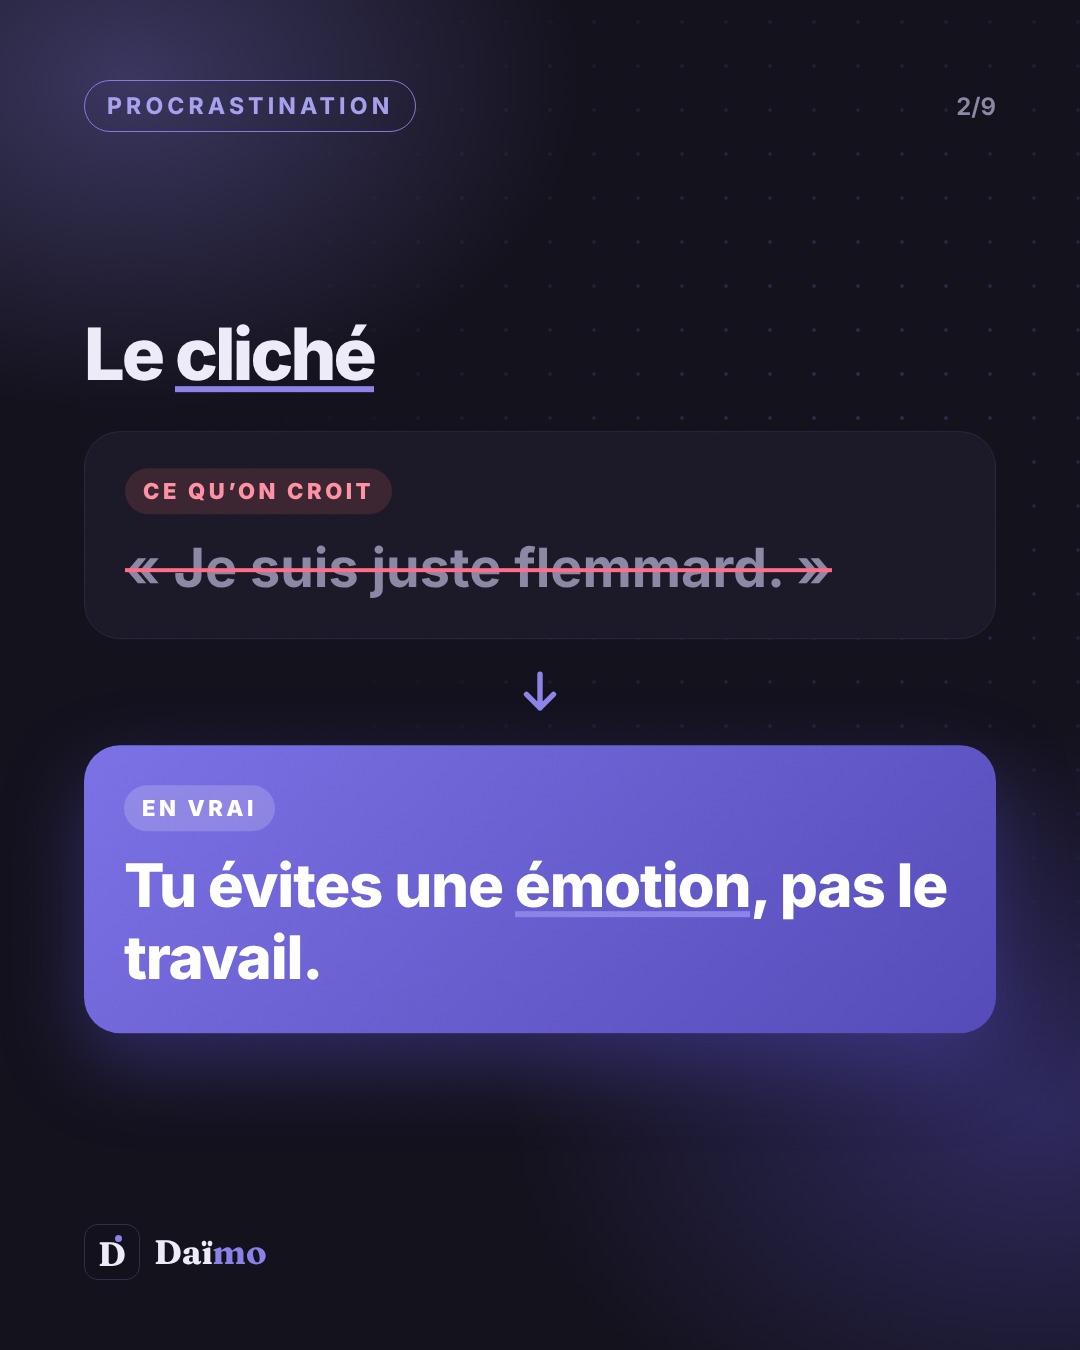 PROCRASTINATION
2/9
Le cliché
CE QU’ON CROIT
« Je suis juste flemmard. »
EN VRAI
Tu évites une émotion, pas le
travail.
D
Daïmo